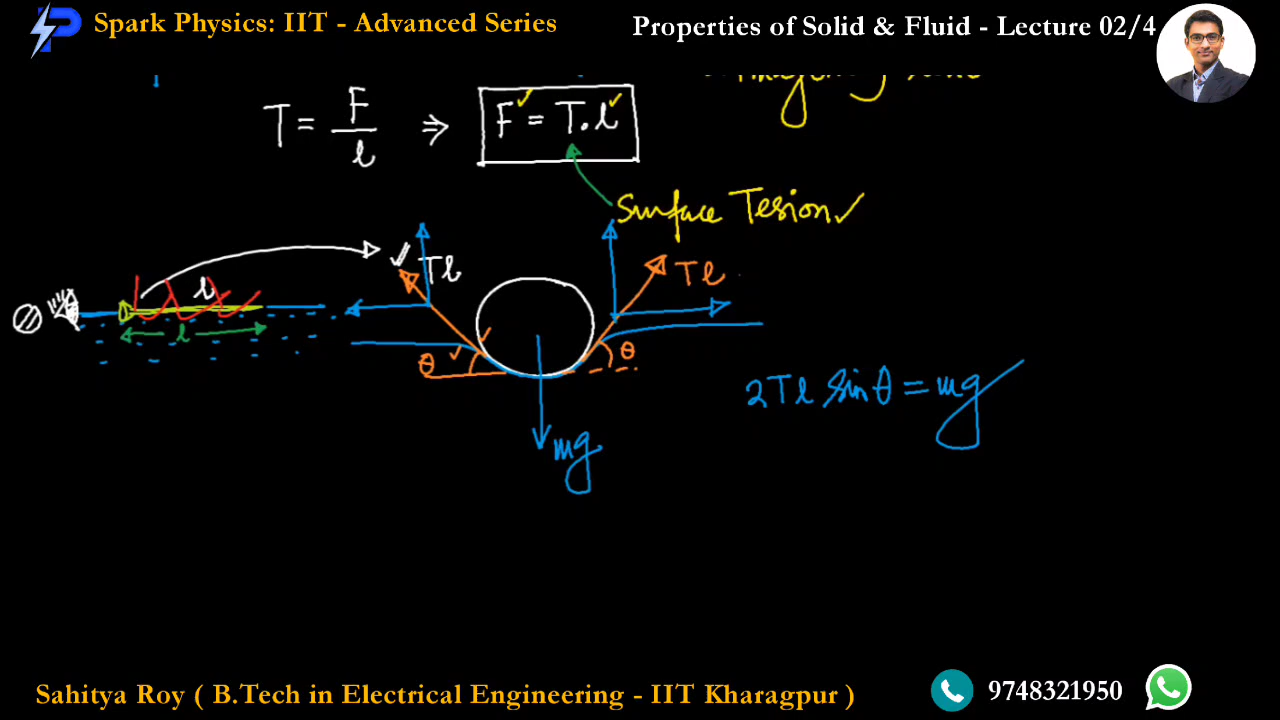 Spark Physics: IIT - Advanced Series
Properties of Solid & Fluid - Lecture 02/4
T = F/l ⇒ F = T.l
Surface Tesion
Tl
Tl
l
l
θ
θ
2Tl sinθ = mg
mg
Sahitya Roy ( B.Tech in Electrical Engineering - IIT Kharagpur )
9748321950